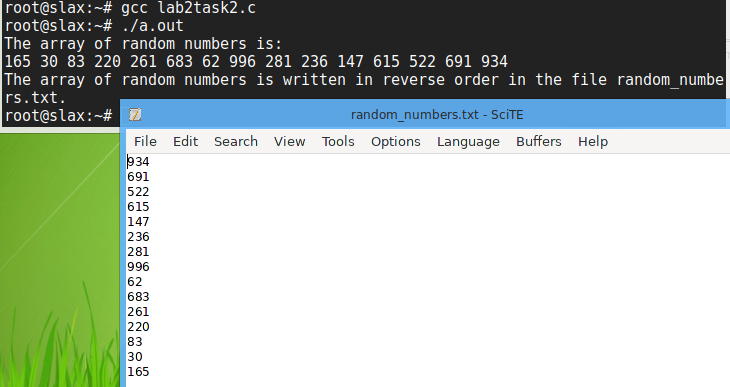 root@slax:~# gcc lab2task2.c
root@slax:~# ./a.out
The array of random numbers is:
165 30 83 220 261 683 62 996 281 236 147 615 522 691 934
The array of random numbers is written in reverse order in the file random_numbe
rs.txt.
root@slax:~#
random_numbers.txt - SciTE
File Edit Search View Tools Options Language Buffers Help
934
691
522
615
147
236
281
996
62
683
261
220
83
30
165